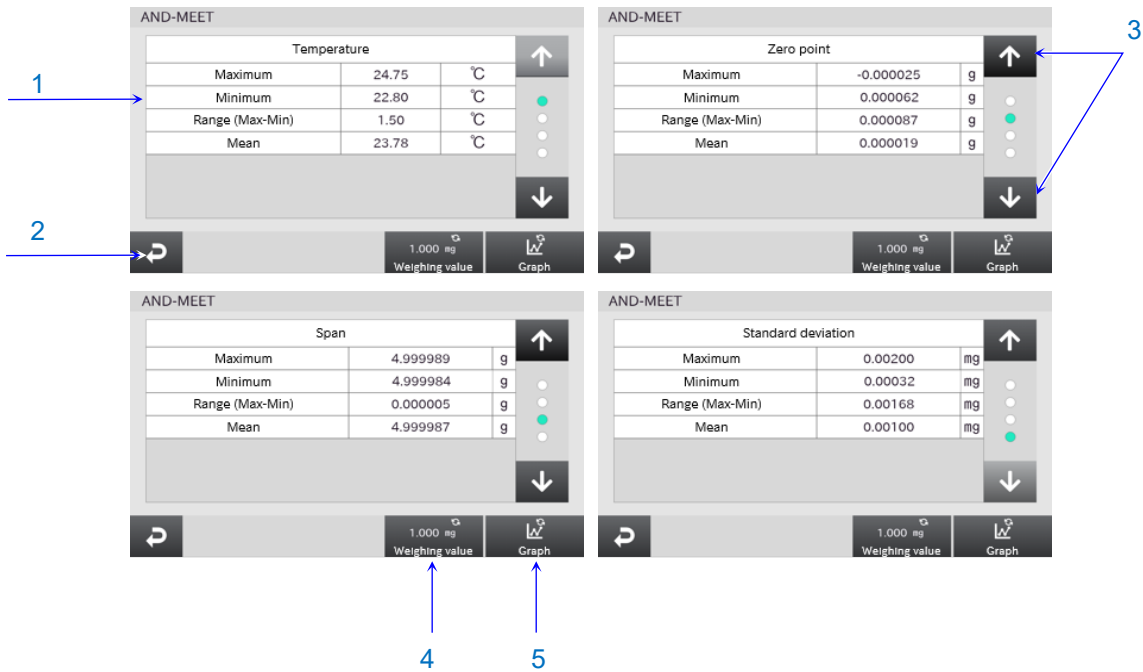 AND-MEET
Temperature
Maximum 24.75 ℃
Minimum 22.80 ℃
Range (Max-Min) 1.50 ℃
Mean 23.78 ℃
1.000 mg
Weighing value
Graph
AND-MEET
Zero point
Maximum -0.000025 g
Minimum 0.000062 g
Range (Max-Min) 0.000087 g
Mean 0.000019 g
1.000 mg
Weighing value
Graph
1
2
3
AND-MEET
Span
Maximum 4.999989 g
Minimum 4.999984 g
Range (Max-Min) 0.000005 g
Mean 4.999987 g
1.000 mg
Weighing value
Graph
AND-MEET
Standard deviation
Maximum 0.00200 mg
Minimum 0.00032 mg
Range (Max-Min) 0.00168 mg
Mean 0.00100 mg
1.000 mg
Weighing value
Graph
4
5